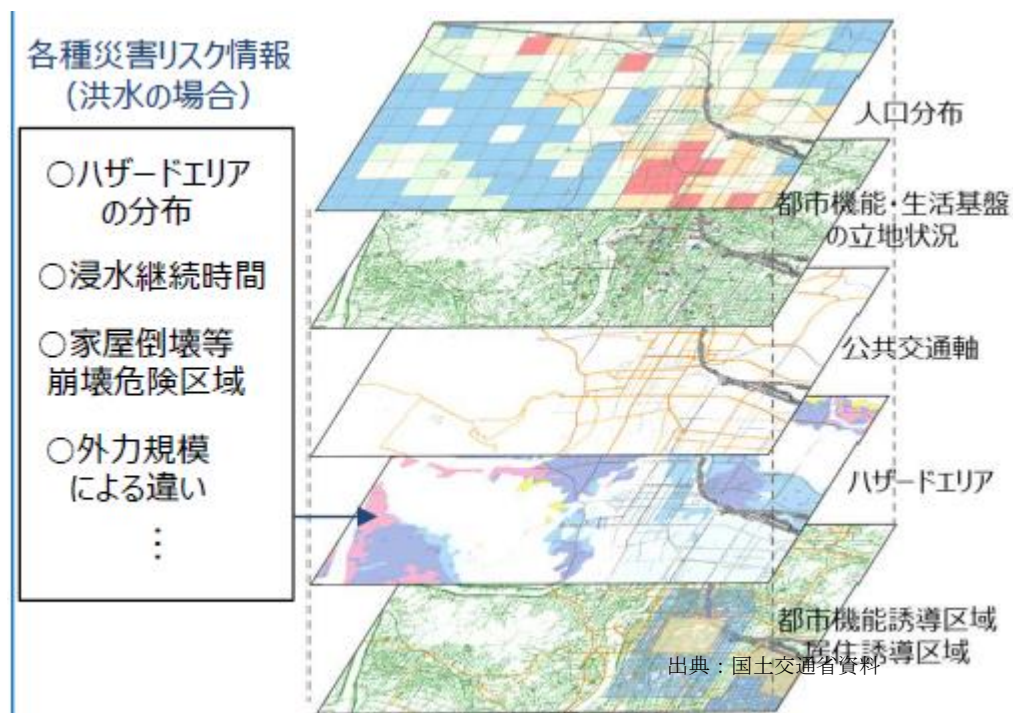 各種災害リスク情報
（洪水の場合）
○ハザードエリア
の分布
○浸水継続時間
○家屋倒壊等
崩壊危険区域
○外力規模
による違い
⋮
人口分布
都市機能・生活基盤
の立地状況
公共交通軸
ハザードエリア
都市機能誘導区域
居住誘導区域
出典：国土交通省資料